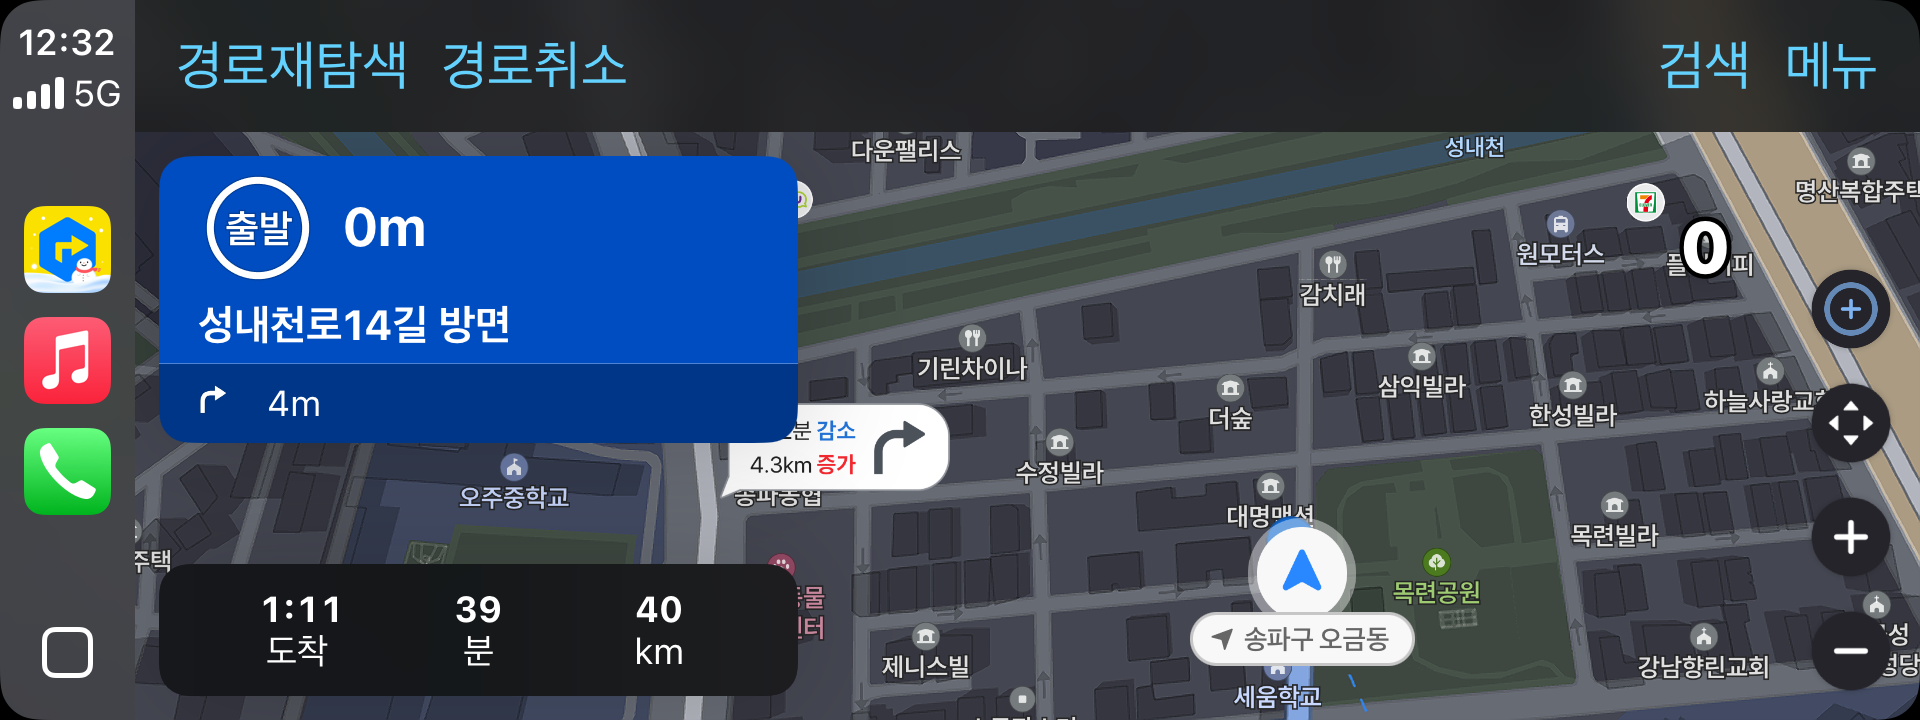 12:32
5G
경로재탐색 경로취소
검색 메뉴
출발 0m
성내천로14길 방면
4m
분 감소
4.3km 증가
1:11 39 40
도착 분 km
다운팰리스
성내천
명산복합주택
원모터스
0
감치래
기린차이나
삼익빌라
더숲
한성빌라
하늘사랑교회
수정빌라
오주중학교
송파농협
대명맨션
목련빌라
주택
목련공원
송파구 오금동
제니스빌
강남향린교회
세움학교